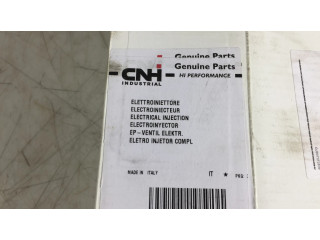 Genuine Parts
CNH Genuine Parts
INDUSTRIAL HI PERFORMANCE
ELETTROINIETTORE
ELECTROINJECTEUR
ELECTRICAL INJECTION
ELECTROINYECTOR
EP-VENTIL ELEKTR.
ELETRO INJETOR COMPL
MADE IN ITALY IT ★ PRU